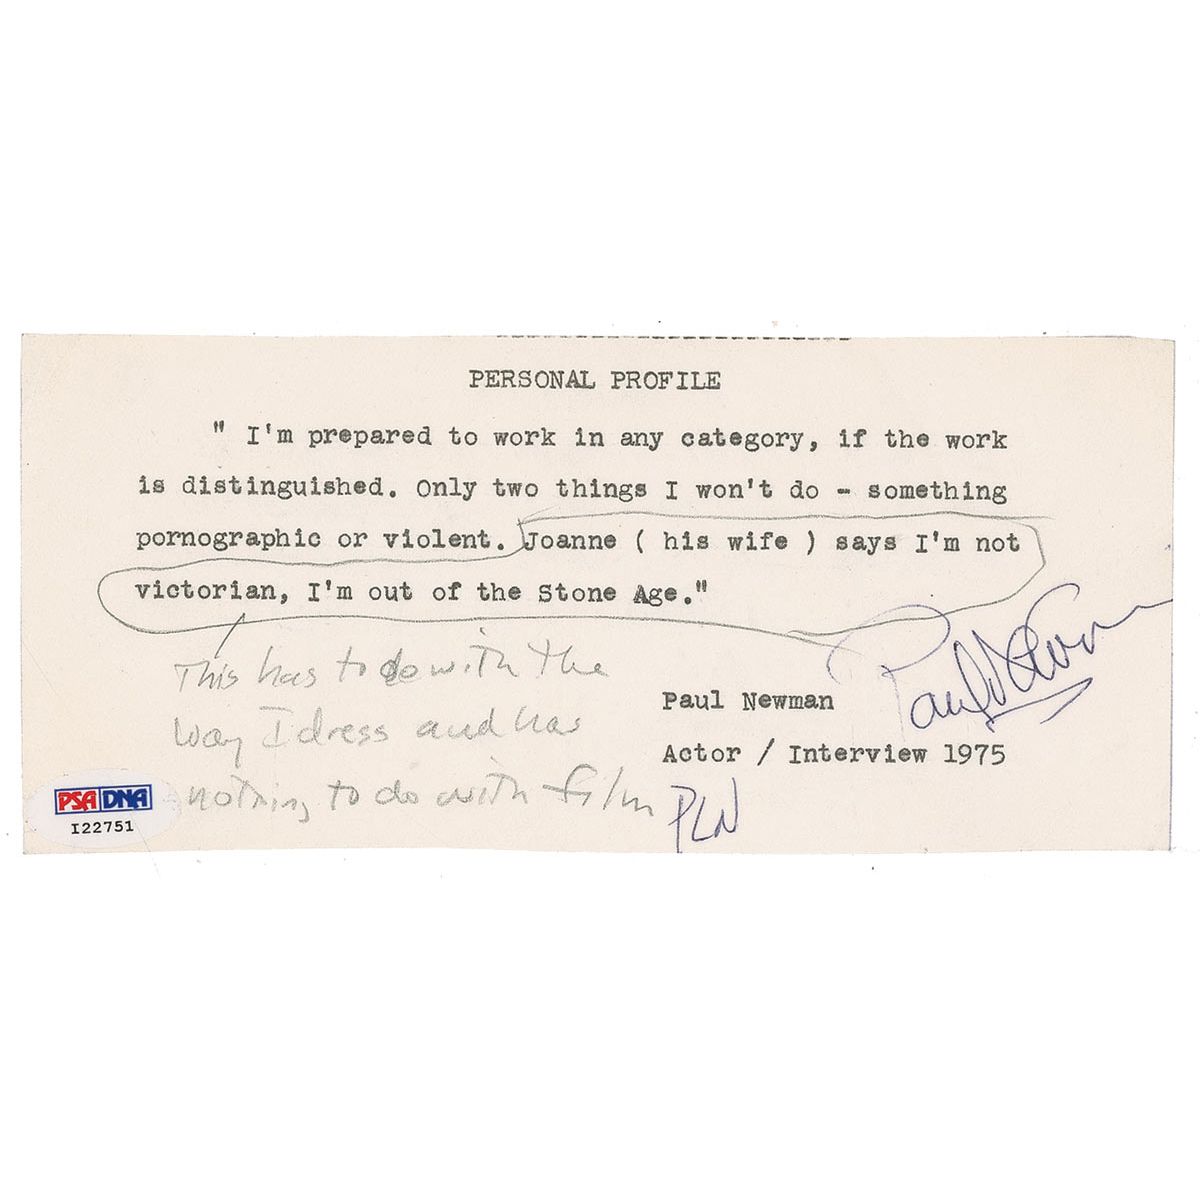 PERSONAL PROFILE
" I'm prepared to work in any category, if the work
is distinguished. Only two things I won't do - something
pornographic or violent. Joanne ( his wife ) says I'm not
victorian, I'm out of the Stone Age."
This has to do with the
way I dress and has
nothing to do with film
PLN
Paul Newman
Paul Newman
Actor / Interview 1975
PSA DNA
I22751